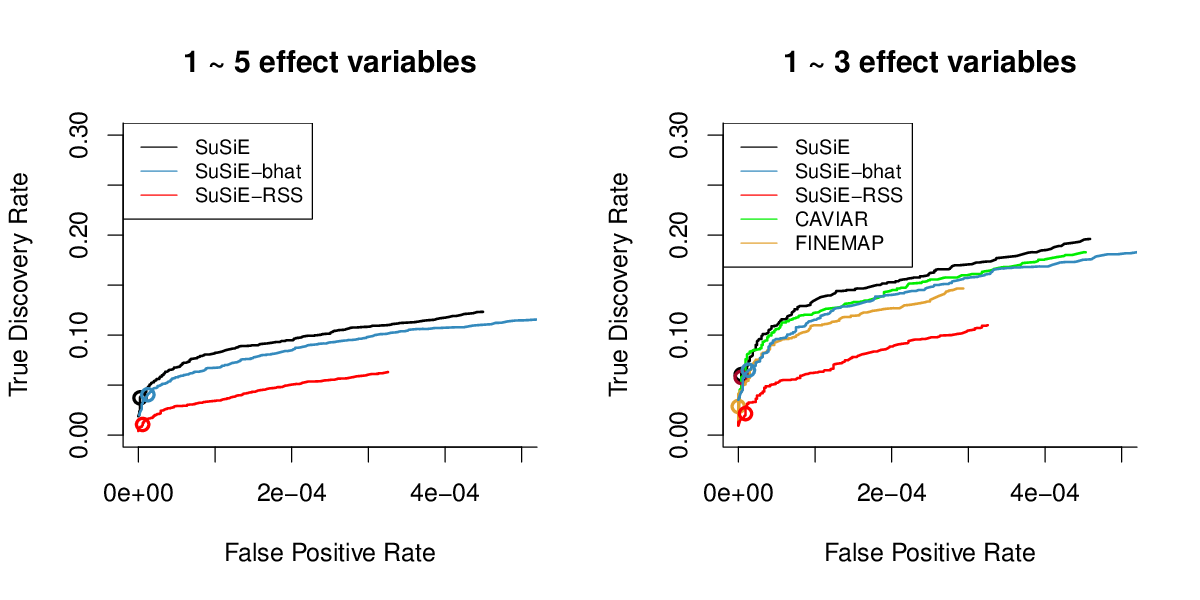 1 ~ 5 effect variables
True Discovery Rate
0.30
0.20
0.10
0.00
SuSiE
SuSiE−bhat
SuSiE−RSS
0e+00
2e−04
4e−04
False Positive Rate
1 ~ 3 effect variables
True Discovery Rate
0.30
0.20
0.10
0.00
SuSiE
SuSiE−bhat
SuSiE−RSS
CAVIAR
FINEMAP
0e+00
2e−04
4e−04
False Positive Rate